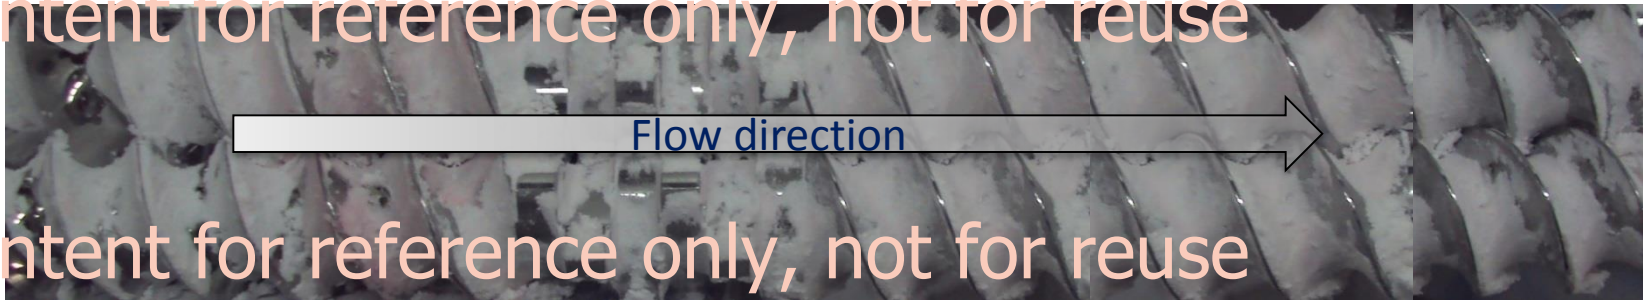 ntent for reference only, not for reuse
Flow direction
ntent for reference only, not for reuse